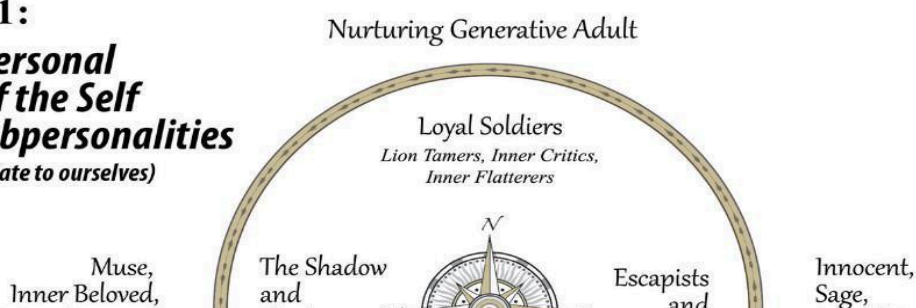 1:
ersonal
f the Self
bpersonalities
ate to ourselves)
Nurturing Generative Adult
Loyal Soldiers
Lion Tamers, Inner Critics,
Inner Flatterers
N
Muse,
Inner Beloved,
The Shadow
and
Escapists
and
Innocent,
Sage,